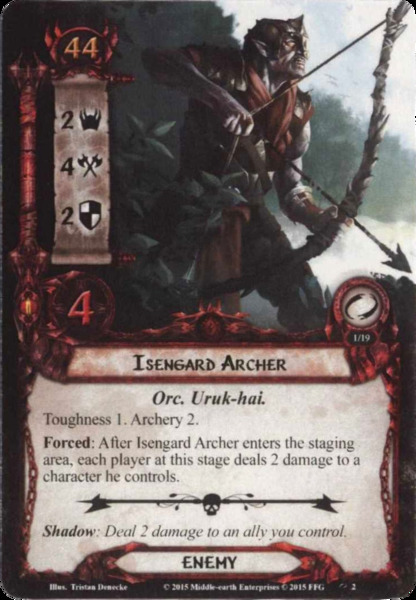 44
2
4
2
4
1/19
Isengard Archer
Orc. Uruk-hai.
Toughness 1. Archery 2.
Forced: After Isengard Archer enters the staging
area, each player at this stage deals 2 damage to a
character he controls.
Shadow: Deal 2 damage to an ally you control.
ENEMY
Illus. Tristan Denecke © 2015 Middle-earth Enterprises © 2015 FFG 2